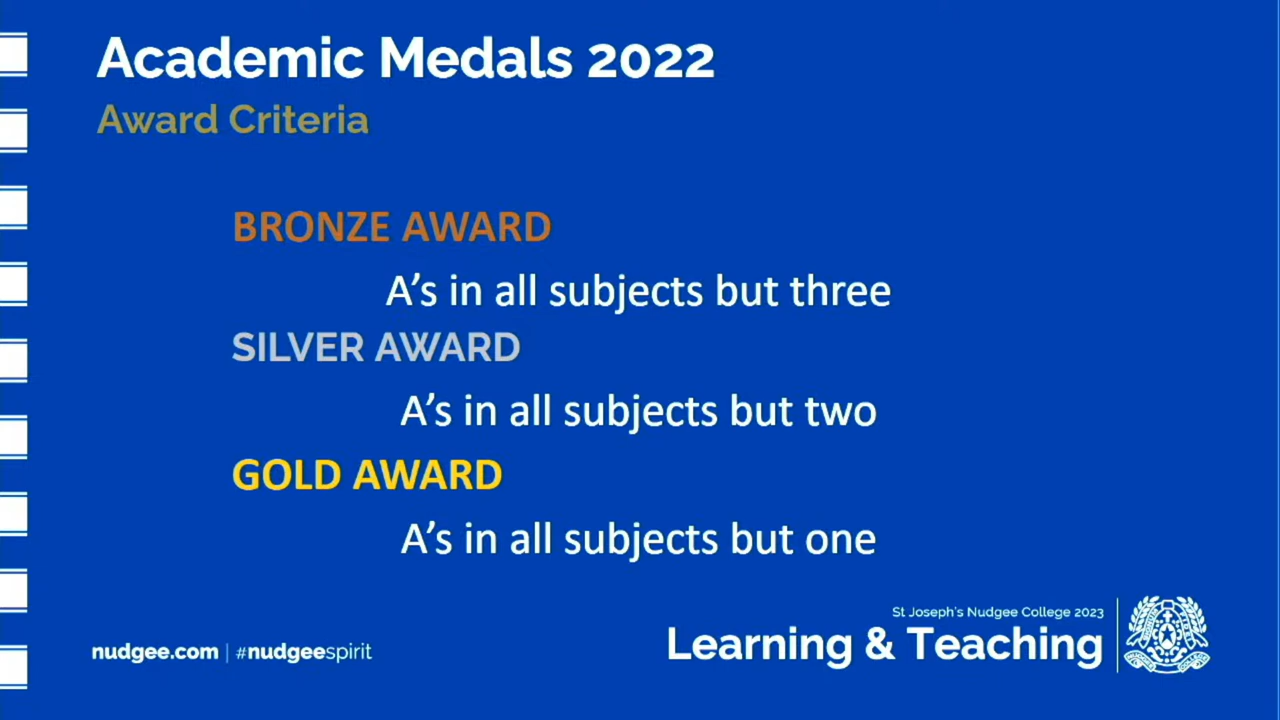 Academic Medals 2022
Award Criteria
BRONZE AWARD
A's in all subjects but three
SILVER AWARD
A's in all subjects but two
GOLD AWARD
A's in all subjects but one
St Joseph's Nudgee College 2023
Learning & Teaching
nudgee.com | #nudgeespirit